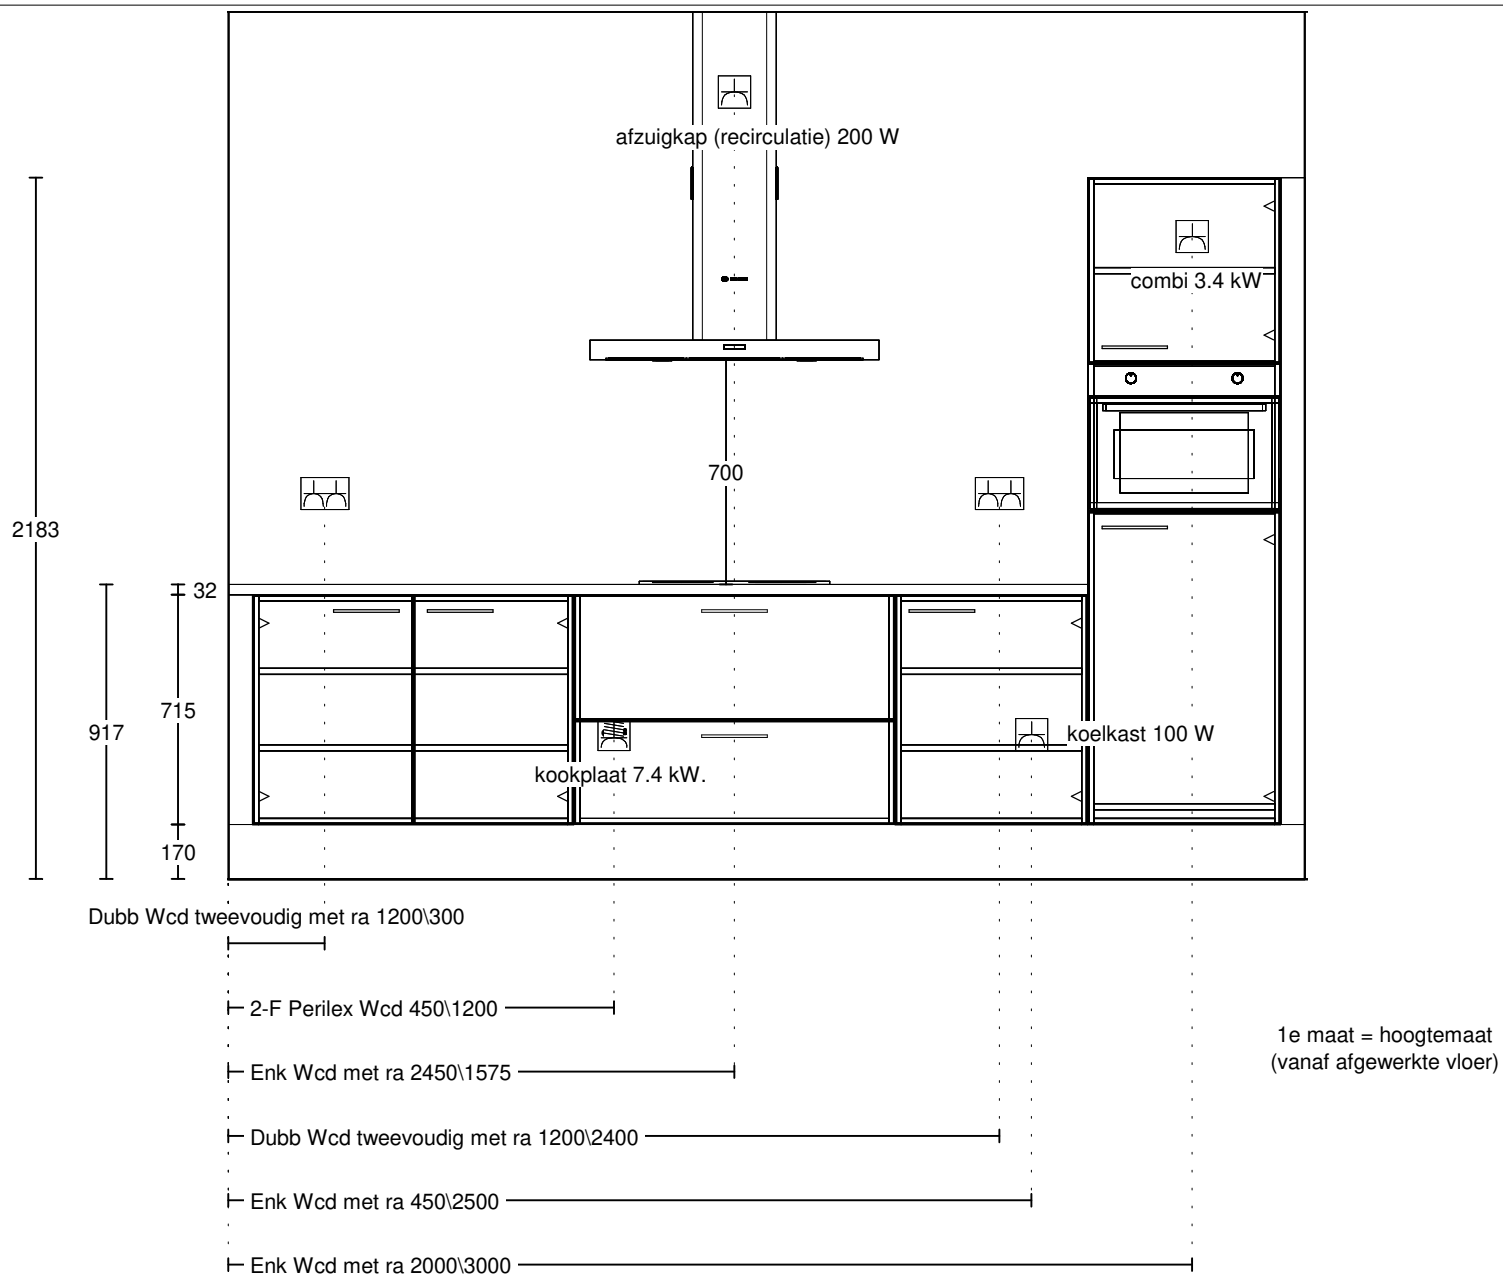 afzuigkap (recirculatie) 200 W
combi 3.4 kW
700
2183
32
715
917
koelkast 100 W
kookplaat 7.4 kW.
170
Dubb Wcd tweevoudig met ra 1200\300
2-F Perilex Wcd 450\1200
1e maat = hoogtemaat
(vanaf afgewerkte vloer)
Enk Wcd met ra 2450\1575
Dubb Wcd tweevoudig met ra 1200\2400
Enk Wcd met ra 450\2500
Enk Wcd met ra 2000\3000